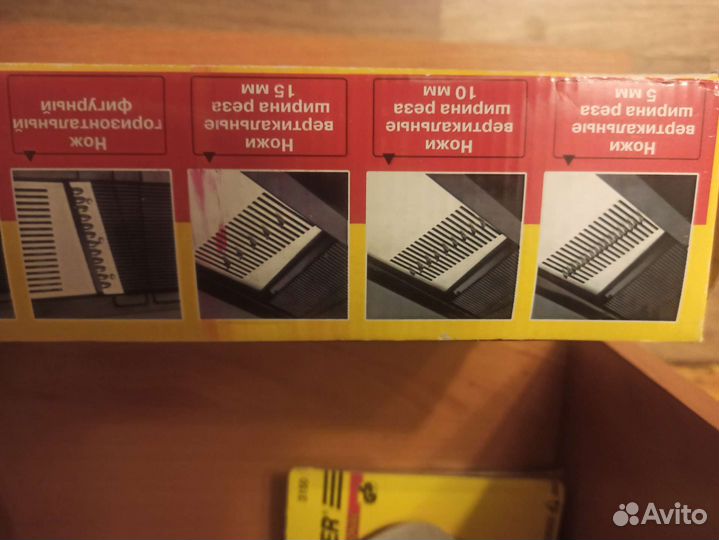 Ножи
вертикальные
ширина реза
5 мм
Ножи
вертикальные
ширина реза
10 мм
Ножи
вертикальные
ширина реза
15 мм
Нож
горизонтальный
фигурный
Avito